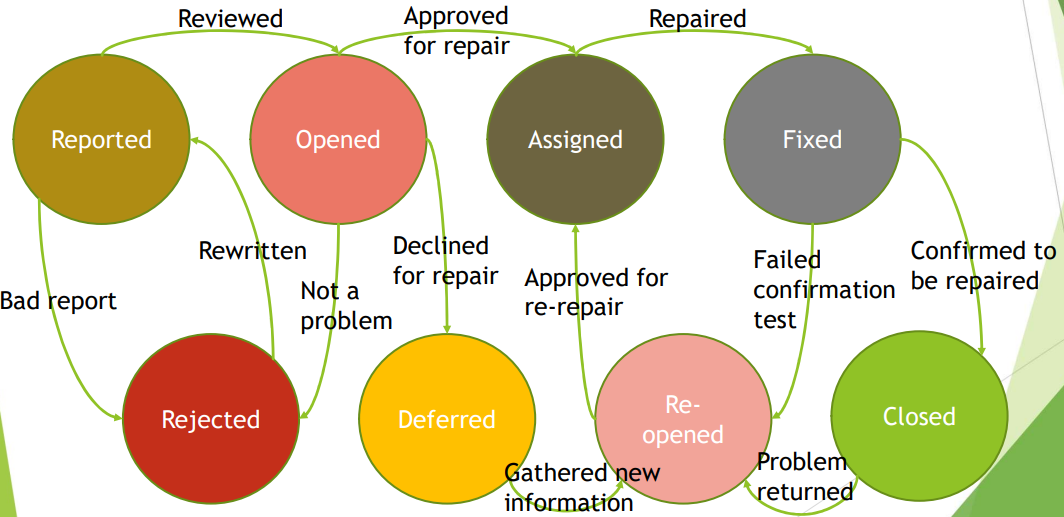 Reviewed
Approved
for repair
Repaired
Reported
Opened
Assigned
Fixed
Rewritten
Bad report
Not a
problem
Declined
for repair
Approved for
re-repair
Failed
confirmation
test
Confirmed to
be repaired
Rejected
Deferred
Re-
opened
Closed
Gathered new
information
Problem
returned